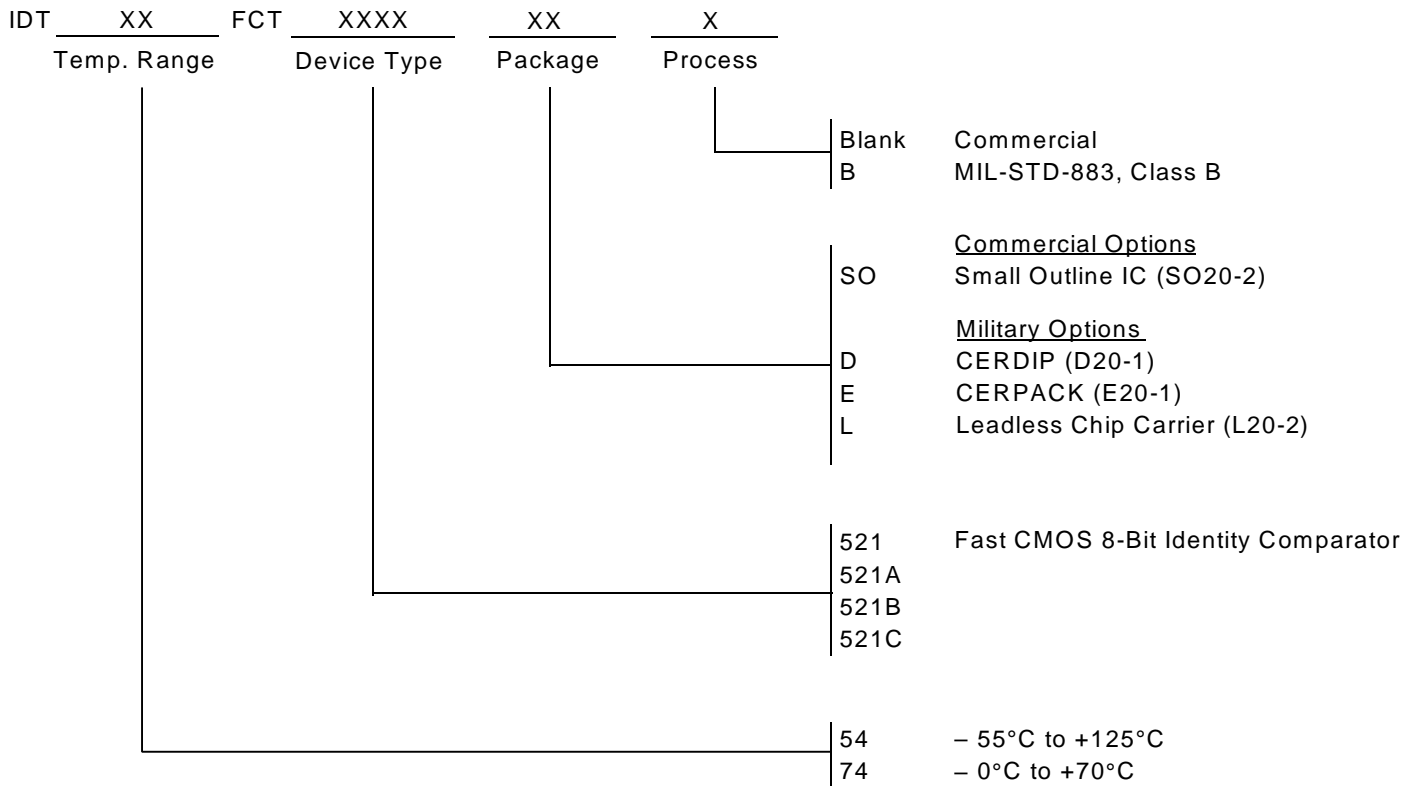 IDT XX FCT XXXX XX X
Temp. Range Device Type Package Process
Blank Commercial
B MIL-STD-883, Class B
Commercial Options
SO Small Outline IC (SO20-2)
Military Options
D CERDIP (D20-1)
E CERPACK (E20-1)
L Leadless Chip Carrier (L20-2)
521 Fast CMOS 8-Bit Identity Comparator
521A
521B
521C
54 – 55°C to +125°C
74 – 0°C to +70°C